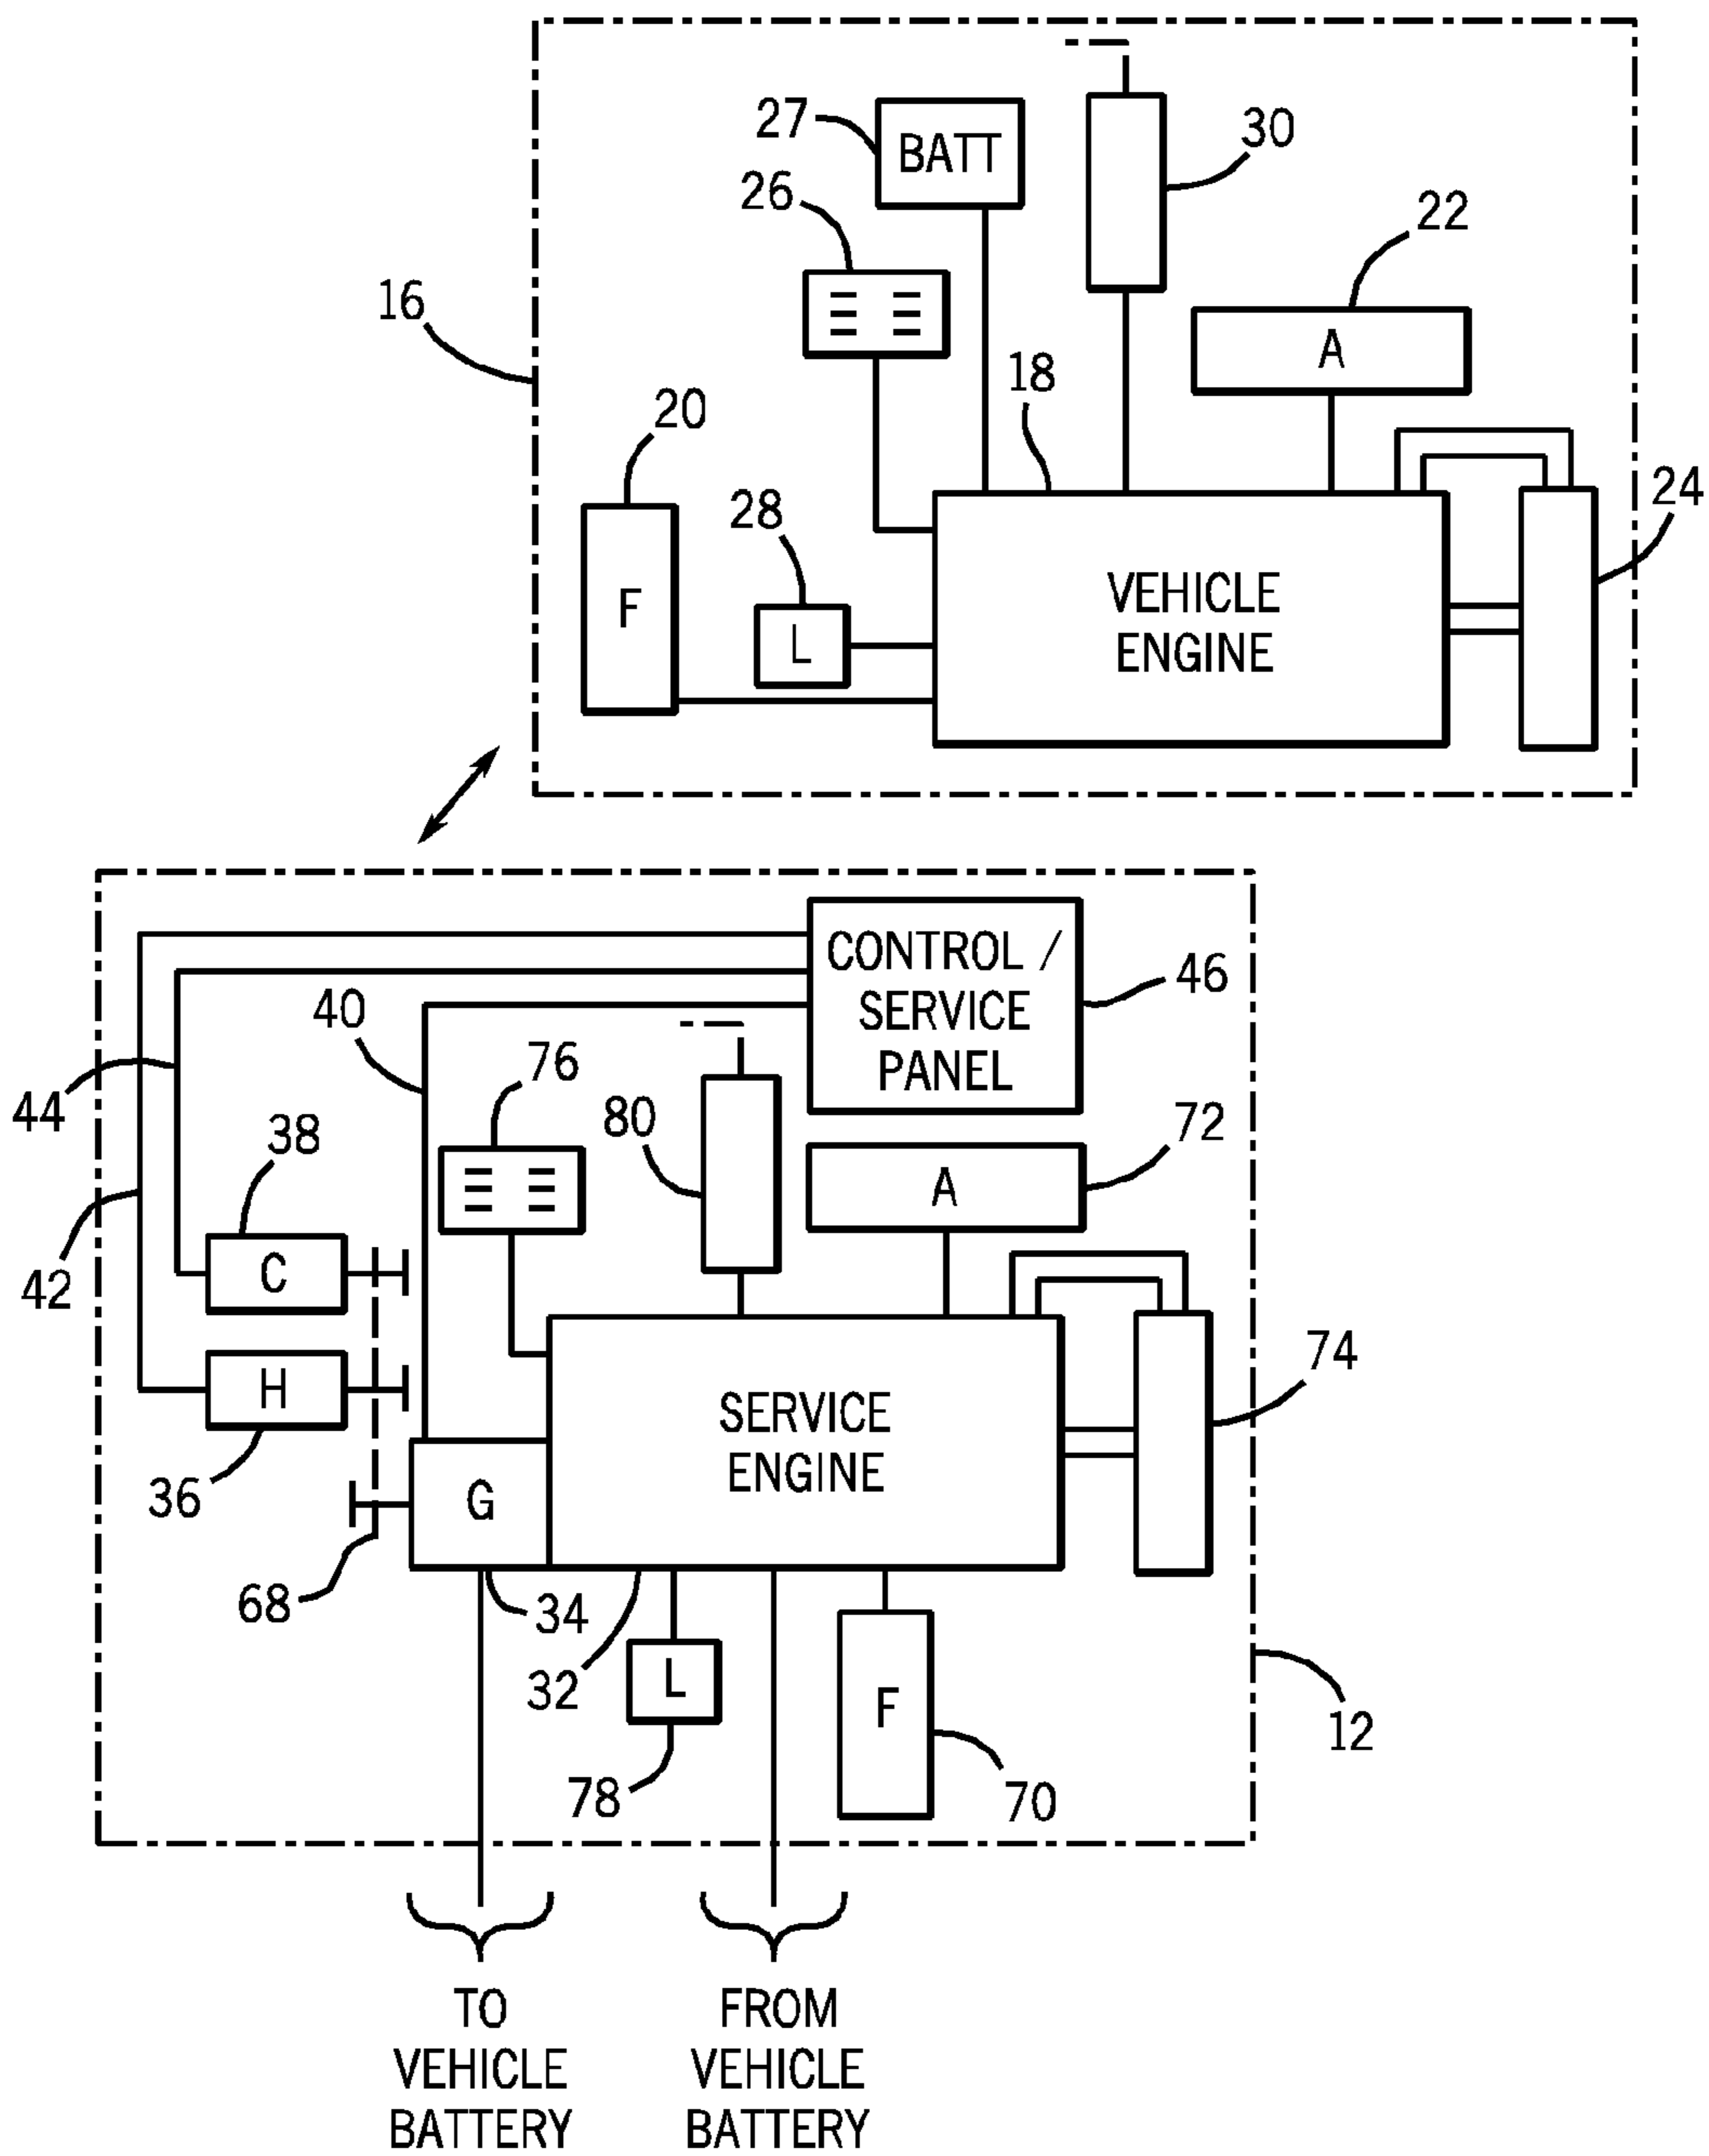 27
BATT
30
26
22
16
A
18
20
24
28
F
VEHICLE
ENGINE
L
CONTROL /
SERVICE
PANEL
46
40
76
44
80
72
38
A
42
C
74
H
SERVICE
ENGINE
36
G
68
34
32
L
F
12
78
70
TO
VEHICLE
BATTERY
FROM
VEHICLE
BATTERY